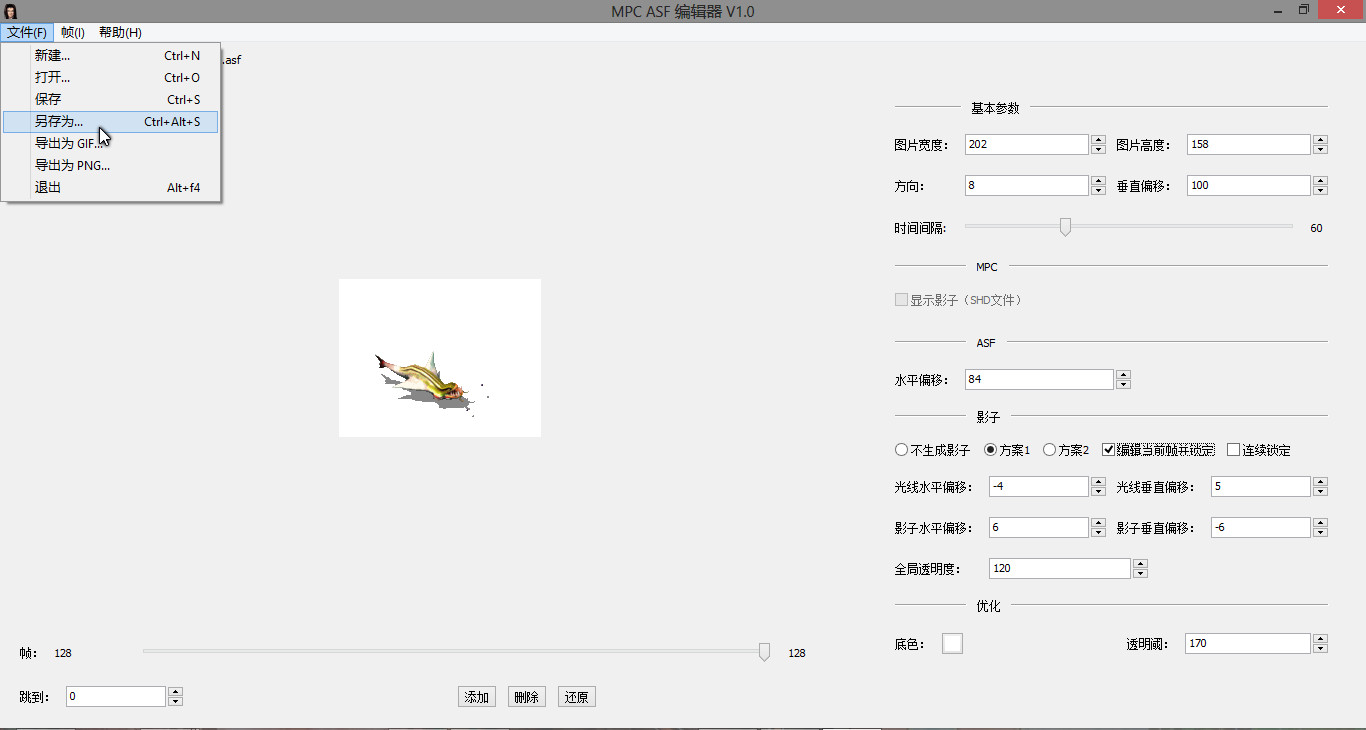 MPC ASF 编辑器 V1.0
文件(F) 帧(I) 帮助(H)
新建... Ctrl+N
打开... Ctrl+O
保存 Ctrl+S
另存为... Ctrl+Alt+S
导出为 GIF...
导出为 PNG...
退出 Alt+f4
.asf
基本参数
图片宽度: 202 图片高度: 158
方向: 8 垂直偏移: 100
时间间隔: 60
MPC
显示影子（SHD文件）
ASF
水平偏移: 84
影子
不生成影子 方案1 方案2 编辑当前帧并锁定 连续锁定
光线水平偏移: -4 光线垂直偏移: 5
影子水平偏移: 6 影子垂直偏移: -6
全局透明度: 120
优化
底色: 透明阈: 170
帧: 128 128
跳到: 0 添加 删除 还原